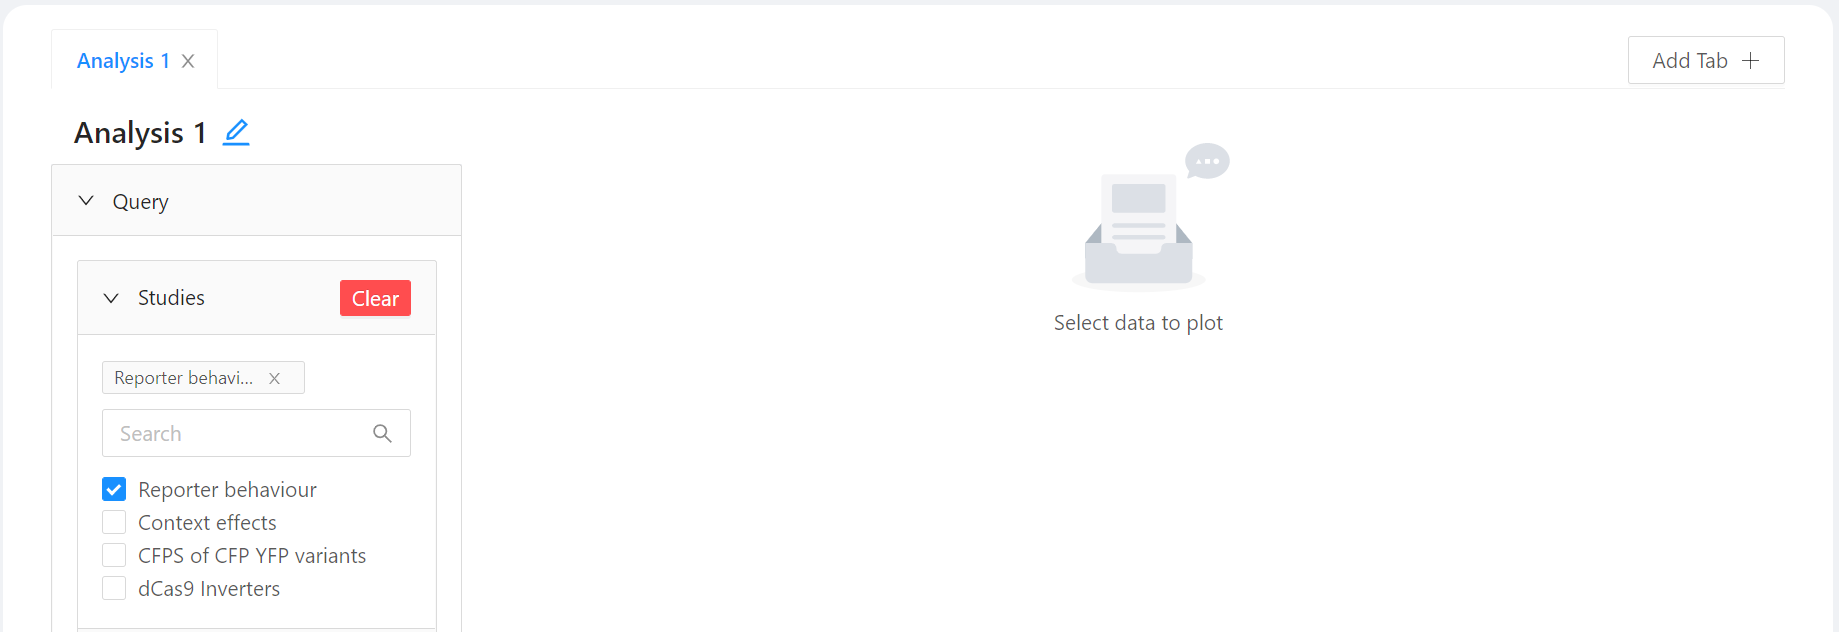 Analysis 1
Add Tab
Analysis 1
Query
Studies
Clear
Reporter behavi...
Search
Reporter behaviour
Context effects
CFPS of CFP YFP variants
dCas9 Inverters
Select data to plot